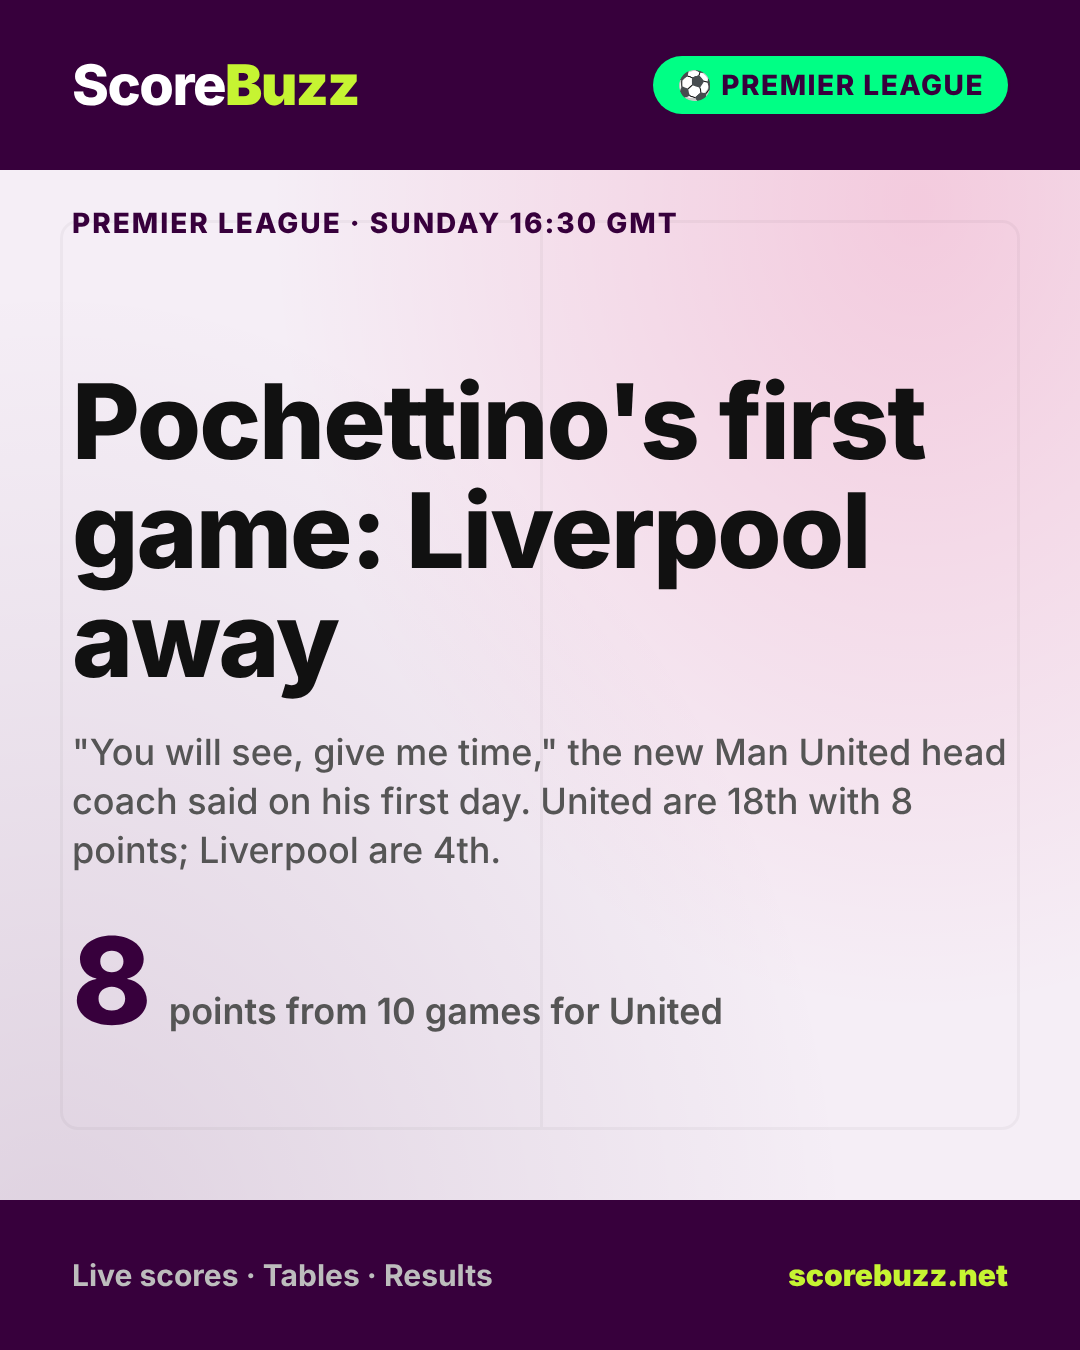 ScoreBuzz
⚽ PREMIER LEAGUE
PREMIER LEAGUE · SUNDAY 16:30 GMT
Pochettino's first
game: Liverpool
away
"You will see, give me time," the new Man United head
coach said on his first day. United are 18th with 8
points; Liverpool are 4th.
8 points from 10 games for United
Live scores · Tables · Results
scorebuzz.net